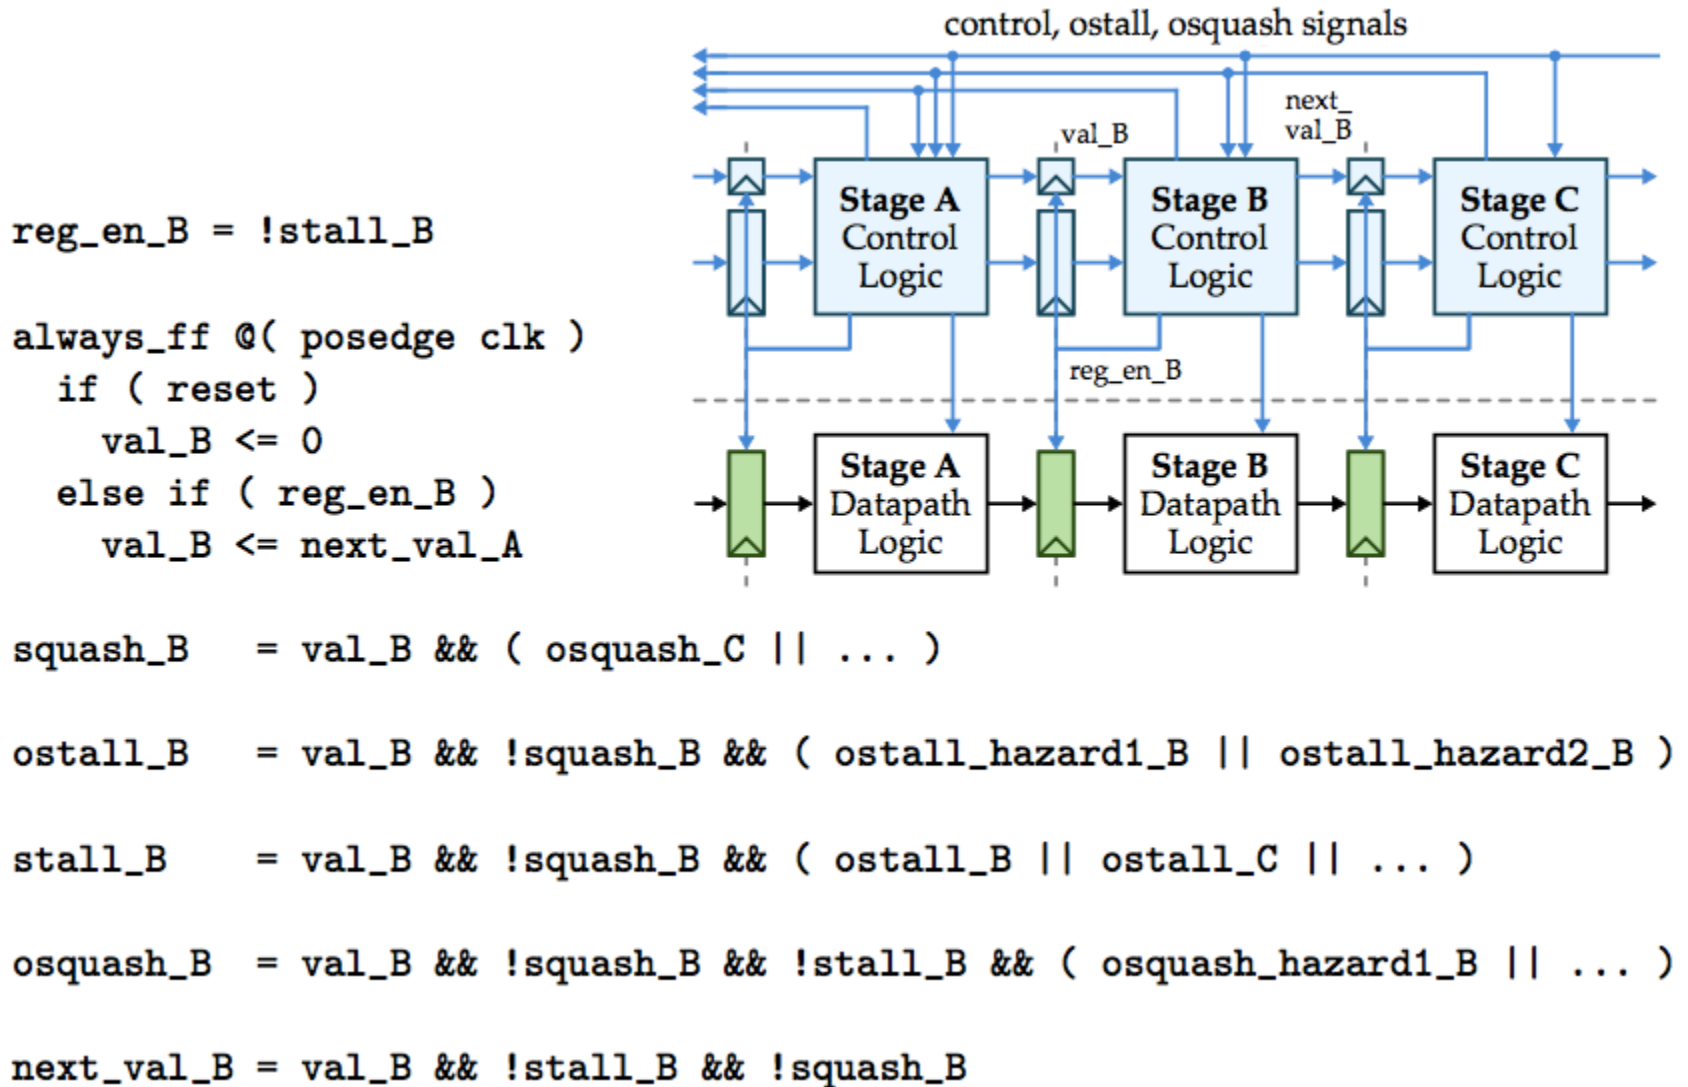 control, ostall, osquash signals
next_
val_B
val_B
Stage A
Control
Logic
Stage B
Control
Logic
Stage C
Control
Logic
reg_en_B
Stage A
Datapath
Logic
Stage B
Datapath
Logic
Stage C
Datapath
Logic
reg_en_B = !stall_B
always_ff @( posedge clk )
if ( reset )
val_B <= 0
else if ( reg_en_B )
val_B <= next_val_A
squash_B = val_B && ( osquash_C || ... )
ostall_B = val_B && !squash_B && ( ostall_hazard1_B || ostall_hazard2_B )
stall_B = val_B && !squash_B && ( ostall_B || ostall_C || ... )
osquash_B = val_B && !squash_B && !stall_B && ( osquash_hazard1_B || ... )
next_val_B = val_B && !stall_B && !squash_B